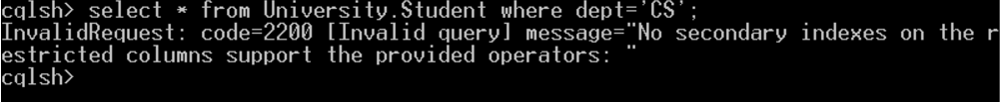 cqlsh> select * from University.Student where dept='CS';
InvalidRequest: code=2200 [Invalid query] message="No secondary indexes on the r
estricted columns support the provided operators: "
cqlsh>